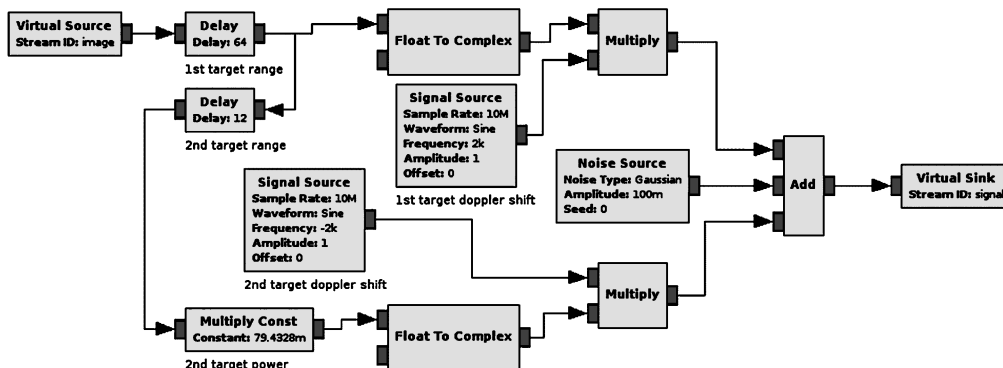 Virtual Source
Stream ID: image
Delay
Delay: 64
1st target range
Float To Complex
Multiply
Delay
Delay: 12
2nd target range
Signal Source
Sample Rate: 10M
Waveform: Sine
Frequency: 2k
Amplitude: 1
Offset: 0
1st target doppler shift
Noise Source
Noise Type: Gaussian
Amplitude: 100m
Seed: 0
Add
Virtual Sink
Stream ID: signal
Signal Source
Sample Rate: 10M
Waveform: Sine
Frequency: -2k
Amplitude: 1
Offset: 0
2nd target doppler shift
Multiply
Multiply Const
Constant: 79.4328m
2nd target power
Float To Complex